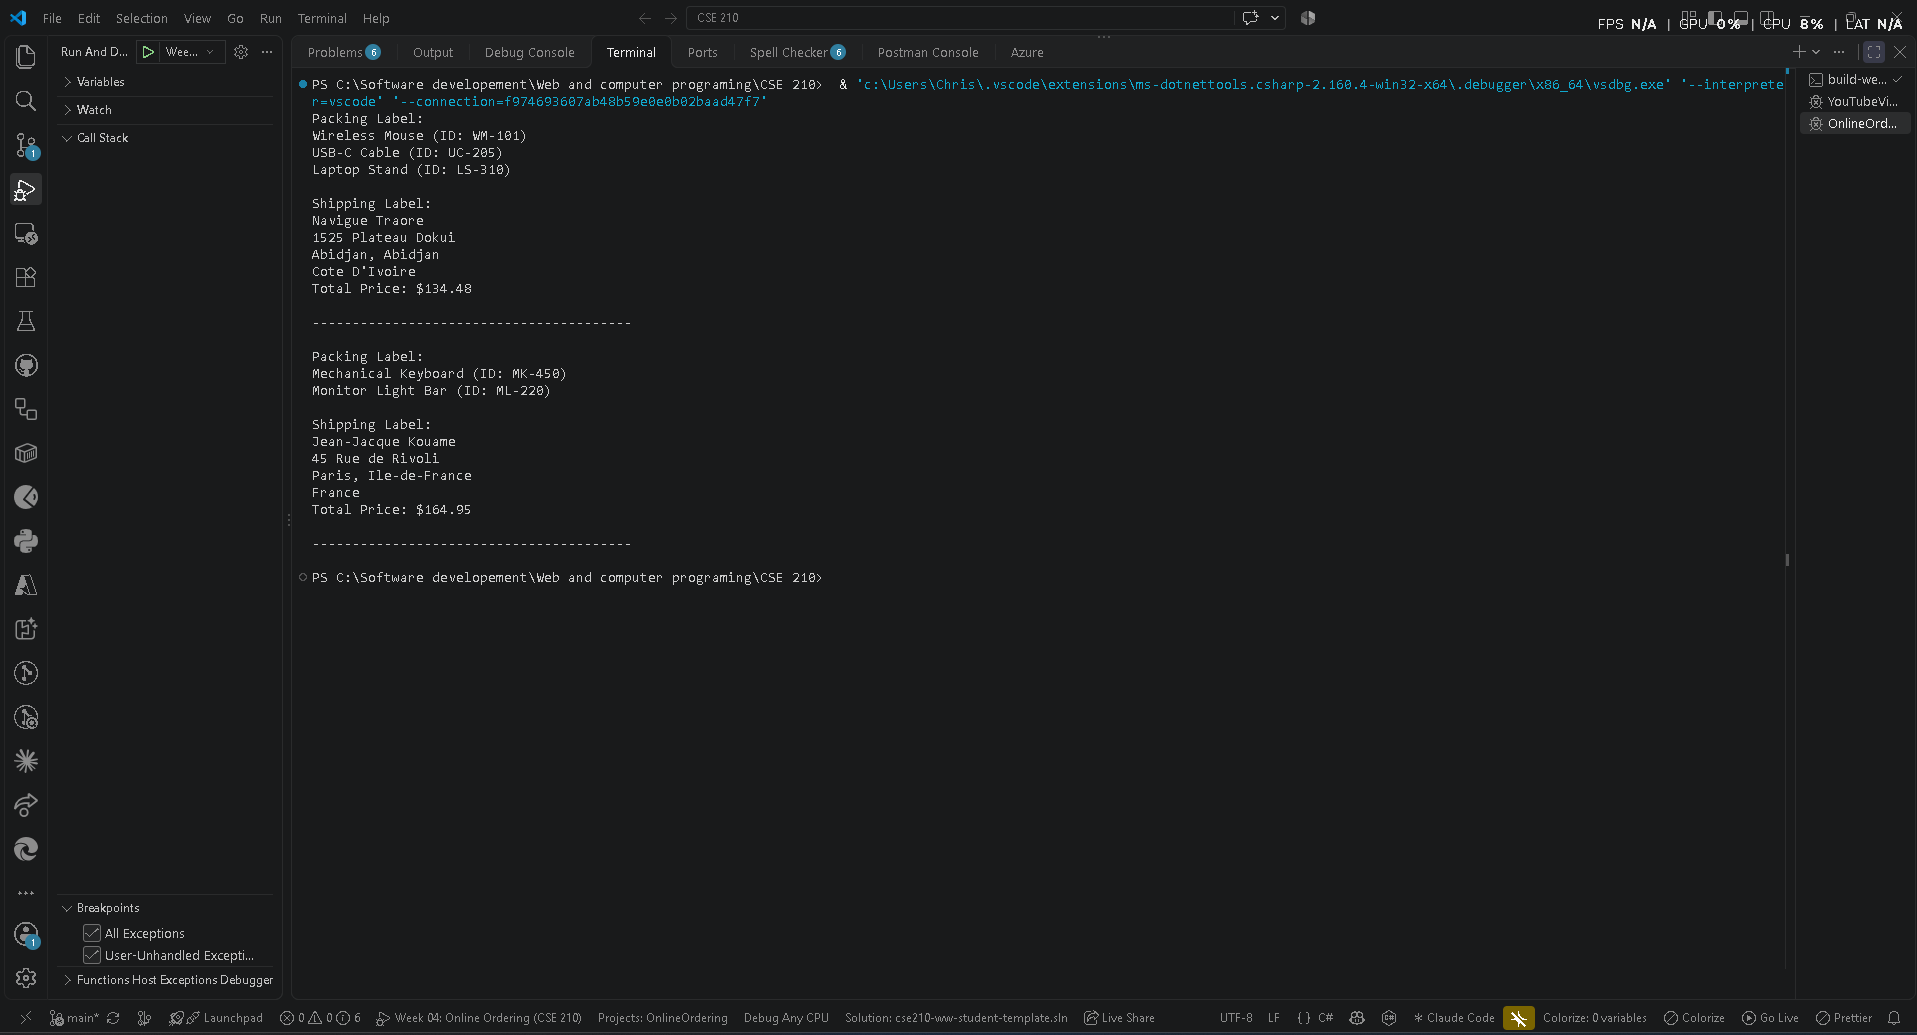 File Edit Selection View Go Run Terminal Help
CSE 210
FPS N/A | GPU 0% | CPU 8% | LAT N/A
Run And D... Wee...
Variables
Watch
Call Stack
Problems 6 Output Debug Console Terminal Ports Spell Checker 6 Postman Console Azure
PS C:\Software developement\Web and computer programing\CSE 210> & 'c:\Users\Chris\.vscode\extensions\ms-dotnettools.csharp-2.160.4-win32-x64\.debugger\x86_64\vsdbg.exe' '--interprete
r=vscode' '--connection=f974693607ab48b59e0e0b02baad47f7'
Packing Label:
Wireless Mouse (ID: WM-101)
USB-C Cable (ID: UC-205)
Laptop Stand (ID: LS-310)
Shipping Label:
Navigue Traore
1525 Plateau Dokui
Abidjan, Abidjan
Cote D'Ivoire
Total Price: $134.48
----------------------------------------
Packing Label:
Mechanical Keyboard (ID: MK-450)
Monitor Light Bar (ID: ML-220)
Shipping Label:
Jean-Jacque Kouame
45 Rue de Rivoli
Paris, Ile-de-France
France
Total Price: $164.95
----------------------------------------
PS C:\Software developement\Web and computer programing\CSE 210>
build-we...
YouTubeVi...
OnlineOrd...
1
1
Breakpoints
All Exceptions
User-Unhandled Excepti...
Functions Host Exceptions Debugger
main* Launchpad 0 0 6 Week 04: Online Ordering (CSE 210) Projects: OnlineOrdering Debug Any CPU Solution: cse210-ww-student-template.sln Live Share UTF-8 LF {} C# Claude Code Colorize: 0 variables Colorize Go Live Prettier